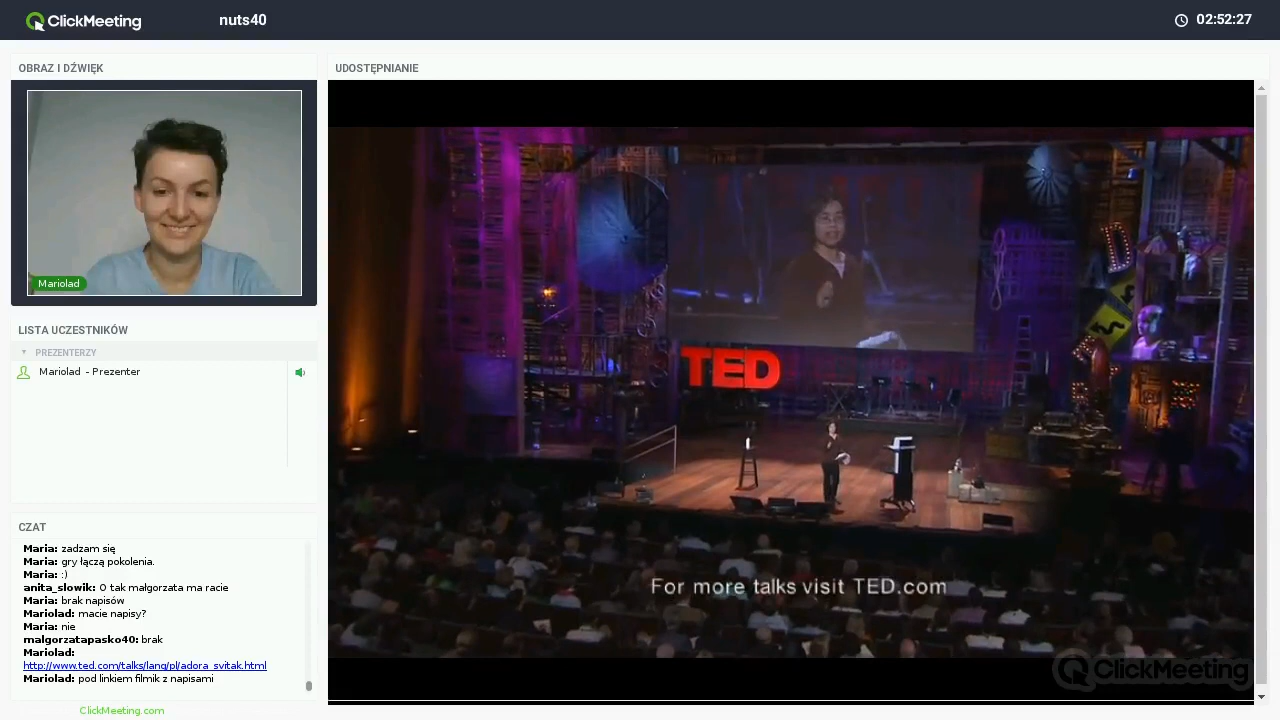 ClickMeeting
nuts40
02:52:27
OBRAZ I DŹWIĘK
Mariolad
LISTA UCZESTNIKÓW
PREZENTERZY
Mariolad - Prezenter
CZAT
Maria: zadzam się
Maria: gry łączą pokolenia.
Maria: :)
anita_slowik: O tak małgorzata ma racie
Maria: brak napisów
Mariolad: macie napisy?
Maria: nie
malgorzatapasko40: brak
Mariolad:
http://www.ted.com/talks/lang/pl/adora_svitak.html
Mariolad: pod linkiem filmik z napisami
ClickMeeting.com
UDOSTĘPNIANIE
D
TED
For more talks visit TED.com
ClickMeeting